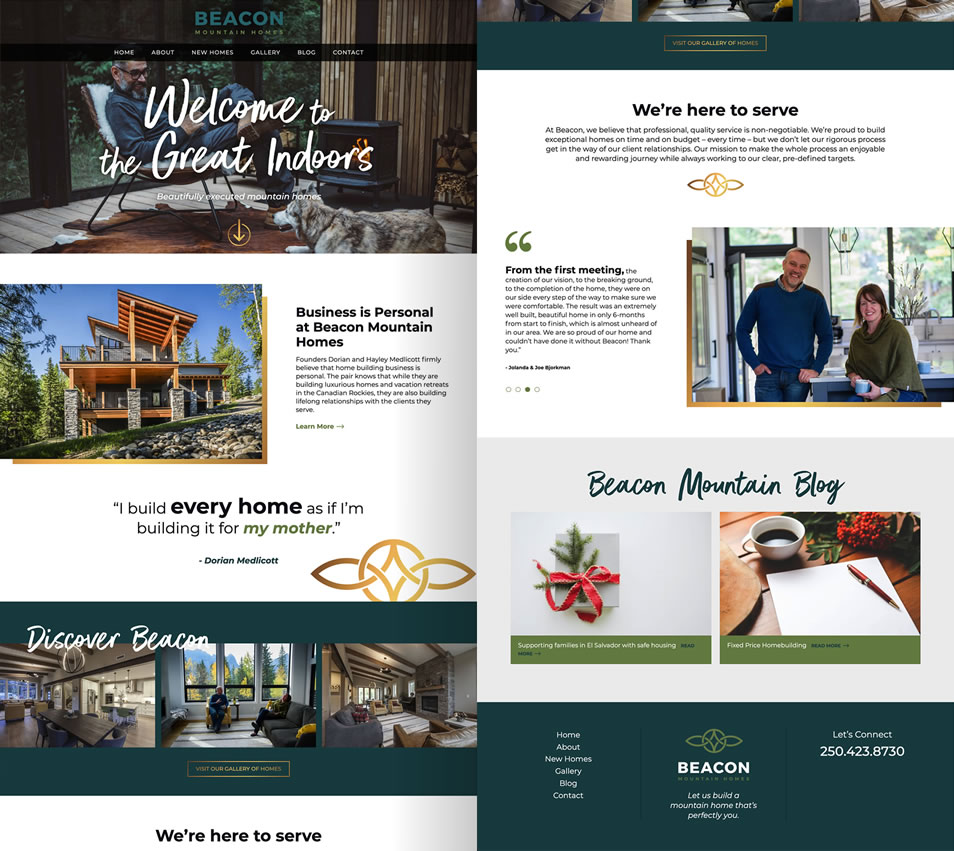 BEACON
MOUNTAIN HOMES
HOME ABOUT NEW HOMES GALLERY BLOG CONTACT
Welcome to
the Great Indoors
Beautifully executed mountain homes
Business is Personal
at Beacon Mountain
Homes
Founders Dorian and Hayley Medlicott firmly
believe that home building business is
personal. The pair knows that while they are
building luxurious homes and vacation retreats
in the Canadian Rockies, they are also building
lifelong relationships with the clients they
serve.
Learn More →
“I build every home as if I’m
building it for my mother.”
- Dorian Medlicott
Discover Beacon
VISIT OUR GALLERY OF HOMES
We’re here to serve
VISIT OUR GALLERY OF HOMES
We’re here to serve
At Beacon, we believe that professional, quality service is non-negotiable. We’re proud to build
exceptional homes on time and on budget – every time – but we don’t let our rigorous process
get in the way of our client relationships. Our mission to make the whole process an enjoyable
and rewarding journey while always working to our clear, pre-defined targets.
“
From the first meeting, the
creation of our vision, to the breaking ground,
to the completion of the home, they were on
our side every step of the way to make sure we
were comfortable. The result was an extremely
well built, beautiful home in only 6-months
from start to finish, which is almost unheard of
in our area. We are so proud of our home and
couldn’t have done it without Beacon! Thank
you.”
- Jolanda & Joe Bjorkman
Beacon Mountain Blog
Supporting families in El Salvador with safe housing READ
MORE →
Fixed Price Homebuilding READ MORE →
Home
About
New Homes
Gallery
Blog
Contact
BEACON
MOUNTAIN HOMES
Let us build a
mountain home that’s
perfectly you.
Let’s Connect
250.423.8730